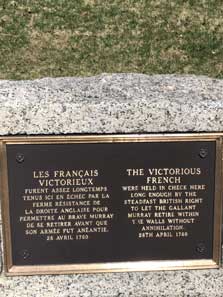 LES FRANÇAIS
VICTORIEUX
FURENT ASSEZ LONGTEMPS
TENUS ICI EN ÉCHEC PAR LA
FERME RÉSISTANCE DE
LA DROITE ANGLAISE POUR
PERMETTRE AU BRAVE MURRAY
DE SE RETIRER AVANT QUE
SON ARMÉE FUT ANÉANTIE.
28 AVRIL 1760
THE VICTORIOUS
FRENCH
WERE HELD IN CHECK HERE
LONG ENOUGH BY THE
STEADFAST BRITISH RIGHT
TO LET THE GALLANT
MURRAY RETIRE WITHIN
THE WALLS WITHOUT
ANNIHILATION.
28TH APRIL 1760